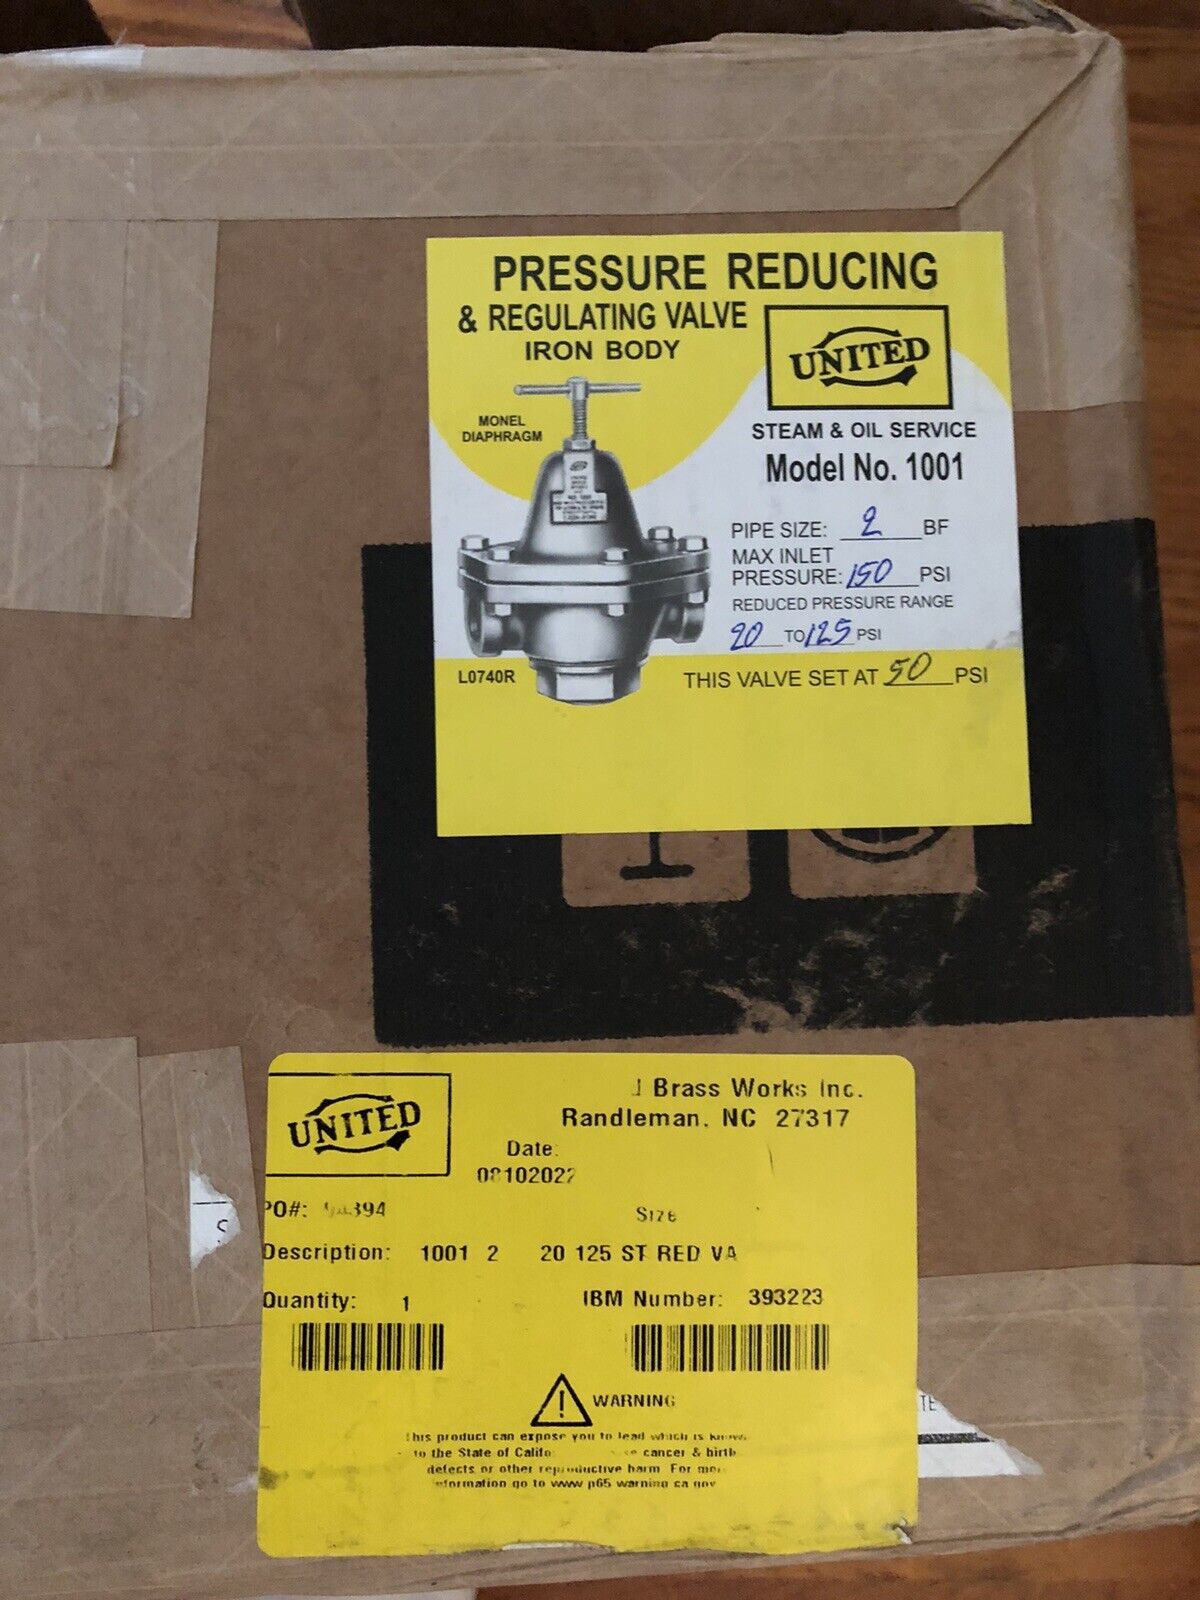 PRESSURE REDUCING
& REGULATING VALVE
IRON BODY
UNITED
MONEL
DIAPHRAGM
STEAM & OIL SERVICE
Model No. 1001
PIPE SIZE: 2 BF
MAX INLET
PRESSURE: 150 PSI
REDUCED PRESSURE RANGE
20 TO 125 PSI
L0740R
THIS VALVE SET AT 50 PSI
UNITED
Brass Works Inc.
Randleman, NC 27317
Date:
08102022
PO#:
Size
Description: 1001 2 20 125 ST RED VA
Quantity: 1
IBM Number: 393223
WARNING
This product can expose you to lead which is
to the State of cancer & birth
defects or other reproductive harm. For
information go to www p65 warning ca gov